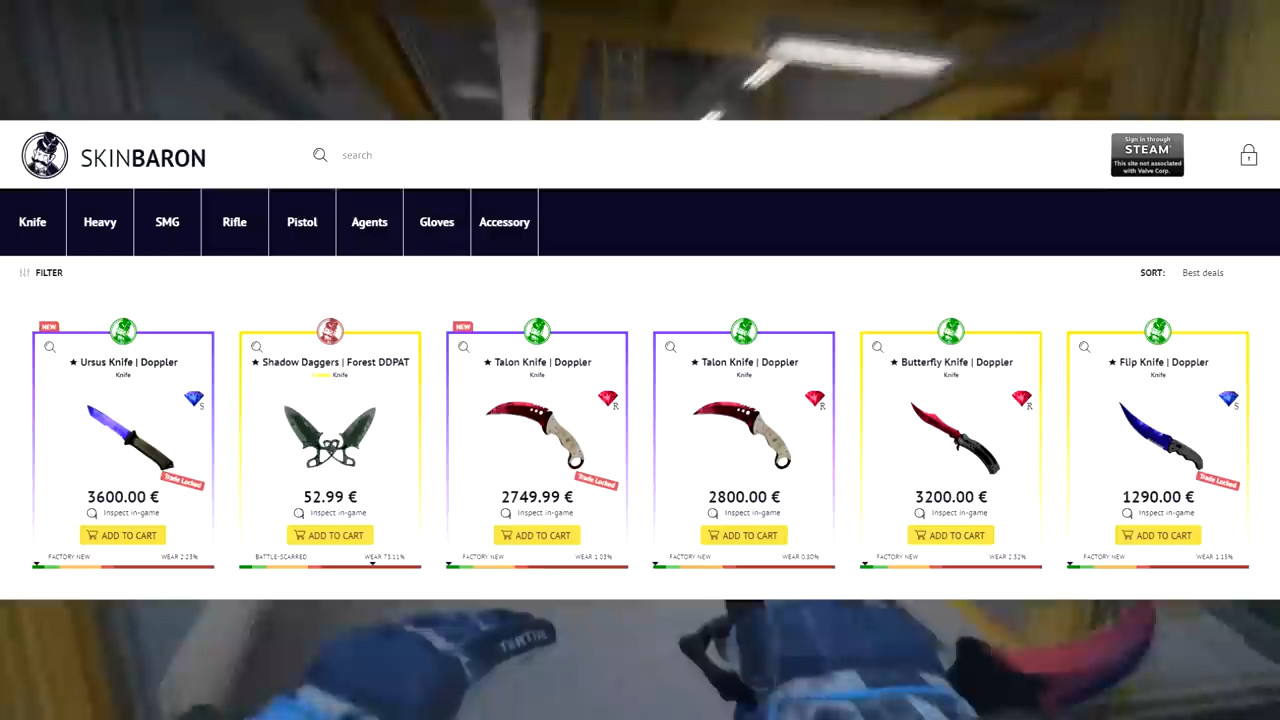 SKINBARON
search
Sign in through
STEAM
This site not associated
with Valve Corp.
Knife
Heavy
SMG
Rifle
Pistol
Agents
Gloves
Accessory
FILTER
SORT:
Best deals
NEW
★ Ursus Knife | Doppler
Knife
S
Trade Locked
3600.00 €
Inspect in-game
ADD TO CART
FACTORY NEW
WEAR 2.23%
★ Shadow Daggers | Forest DDPAT
Knife
52.99 €
Inspect in-game
ADD TO CART
BATTLE-SCARRED
WEAR 73.11%
NEW
★ Talon Knife | Doppler
Knife
R
Trade Locked
2749.99 €
Inspect in-game
ADD TO CART
FACTORY NEW
WEAR 1.03%
★ Talon Knife | Doppler
Knife
R
2800.00 €
Inspect in-game
ADD TO CART
FACTORY NEW
WEAR 0.80%
★ Butterfly Knife | Doppler
Knife
R
3200.00 €
Inspect in-game
ADD TO CART
FACTORY NEW
WEAR 2.32%
★ Flip Knife | Doppler
Knife
S
Trade Locked
1290.00 €
Inspect in-game
ADD TO CART
FACTORY NEW
WEAR 1.15%